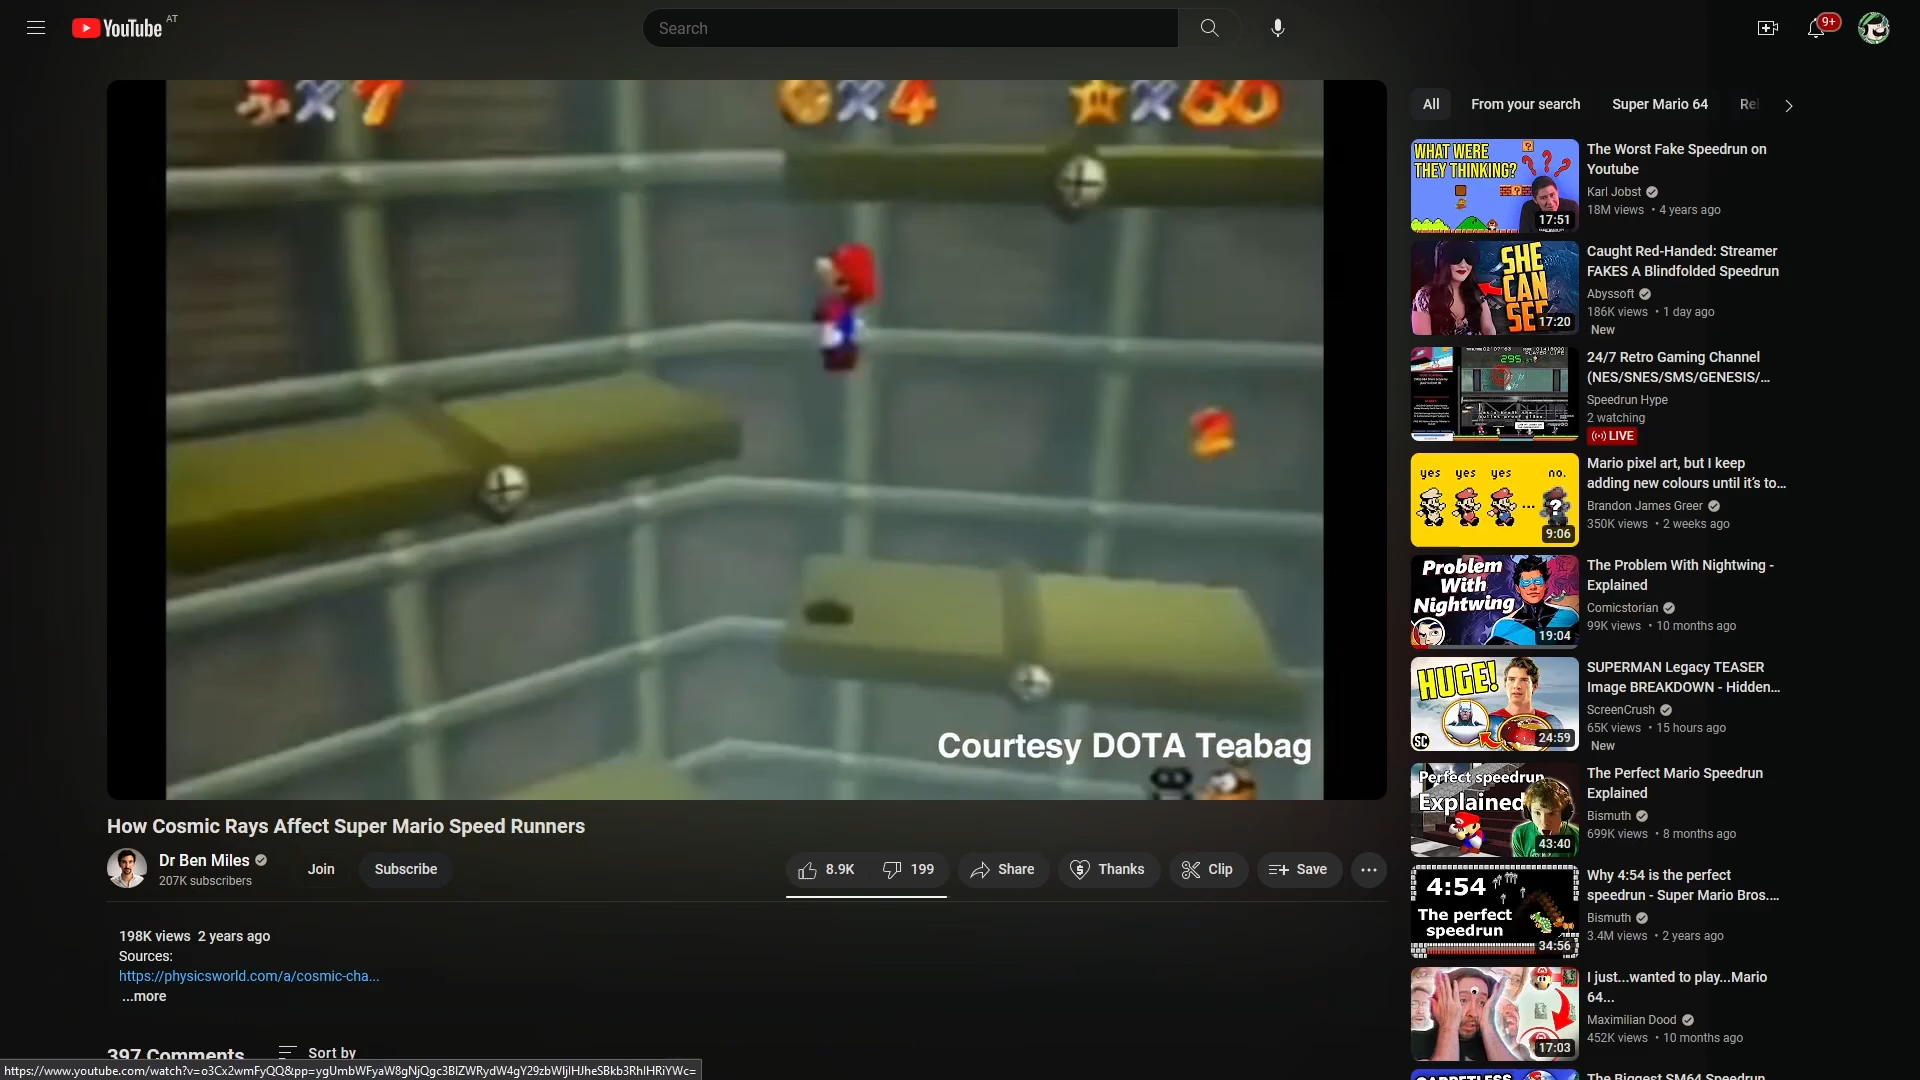 YouTube AT
Search
9+
× 7
× 4
× 60
Courtesy DOTA Teabag
How Cosmic Rays Affect Super Mario Speed Runners
Dr Ben Miles
207K subscribers
Join
Subscribe
8.9K
199
Share
Thanks
Clip
Save
198K views 2 years ago
Sources:
https://physicsworld.com/a/cosmic-cha...
...more
397 Comments
Sort by
All
From your search
Super Mario 64
WHAT WERE
THEY THINKING?
17:51
The Worst Fake Speedrun on
Youtube
Karl Jobst
18M views • 4 years ago
SHE
CAN
SEE
17:20
Caught Red-Handed: Streamer
FAKES A Blindfolded Speedrun
Abyssoft
186K views • 1 day ago
New
24/7 Retro Gaming Channel
(NES/SNES/SMS/GENESIS/...
Speedrun Hype
2 watching
LIVE
yes yes yes no.
...
?
9:06
Mario pixel art, but I keep
adding new colours until it's to...
Brandon James Greer
350K views • 2 weeks ago
Problem
With
Nightwing
19:04
The Problem With Nightwing -
Explained
Comicstorian
99K views • 10 months ago
HUGE!
SC
24:59
SUPERMAN Legacy TEASER
Image BREAKDOWN - Hidden...
ScreenCrush
65K views • 15 hours ago
New
Perfect speedrun
Explained
43:40
The Perfect Mario Speedrun
Explained
Bismuth
699K views • 8 months ago
4:54
The perfect
speedrun
34:56
Why 4:54 is the perfect
speedrun - Super Mario Bros....
Bismuth
3.4M views • 2 years ago
17:03
I just...wanted to play...Mario
64...
Maximilian Dood
452K views • 10 months ago
The Biggest SM64 Speedrun